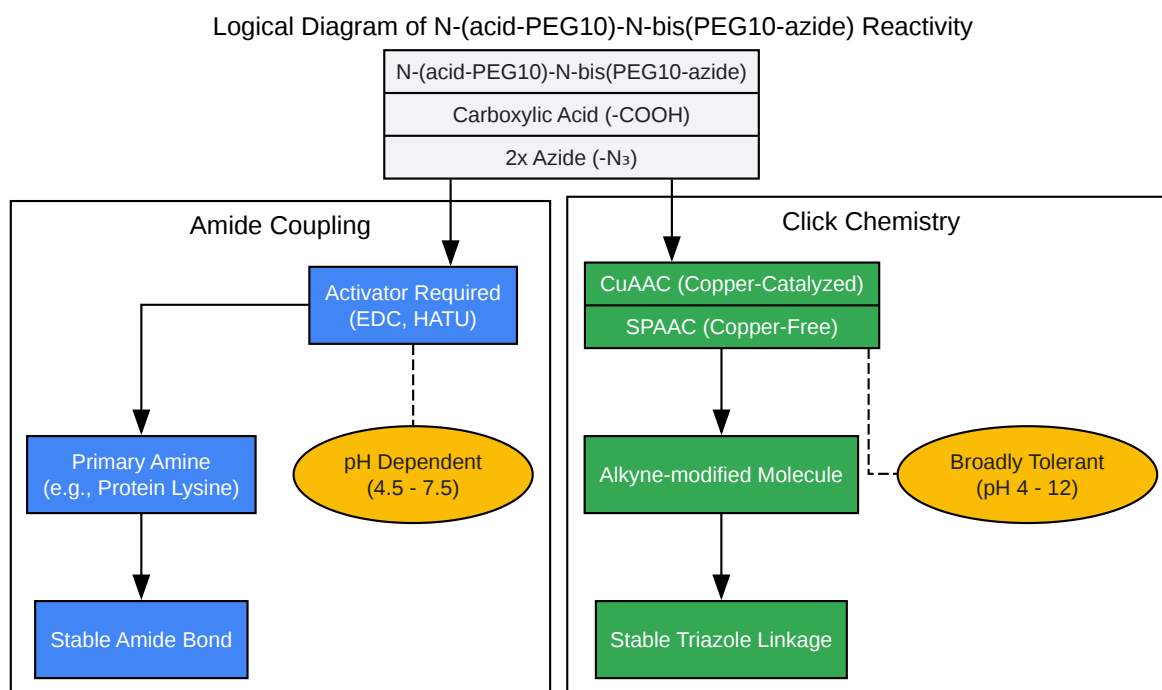 Logical Diagram of N-(acid-PEG10)-N-bis(PEG10-azide) Reactivity
N-(acid-PEG10)-N-bis(PEG10-azide)
Carboxylic Acid (-COOH)
2x Azide (-N₃)
Amide Coupling
Activator Required
(EDC, HATU)
Primary Amine
(e.g., Protein Lysine)
pH Dependent
(4.5 - 7.5)
Stable Amide Bond
Click Chemistry
CuAAC (Copper-Catalyzed)
SPAAC (Copper-Free)
Alkyne-modified Molecule
Broadly Tolerant
(pH 4 - 12)
Stable Triazole Linkage